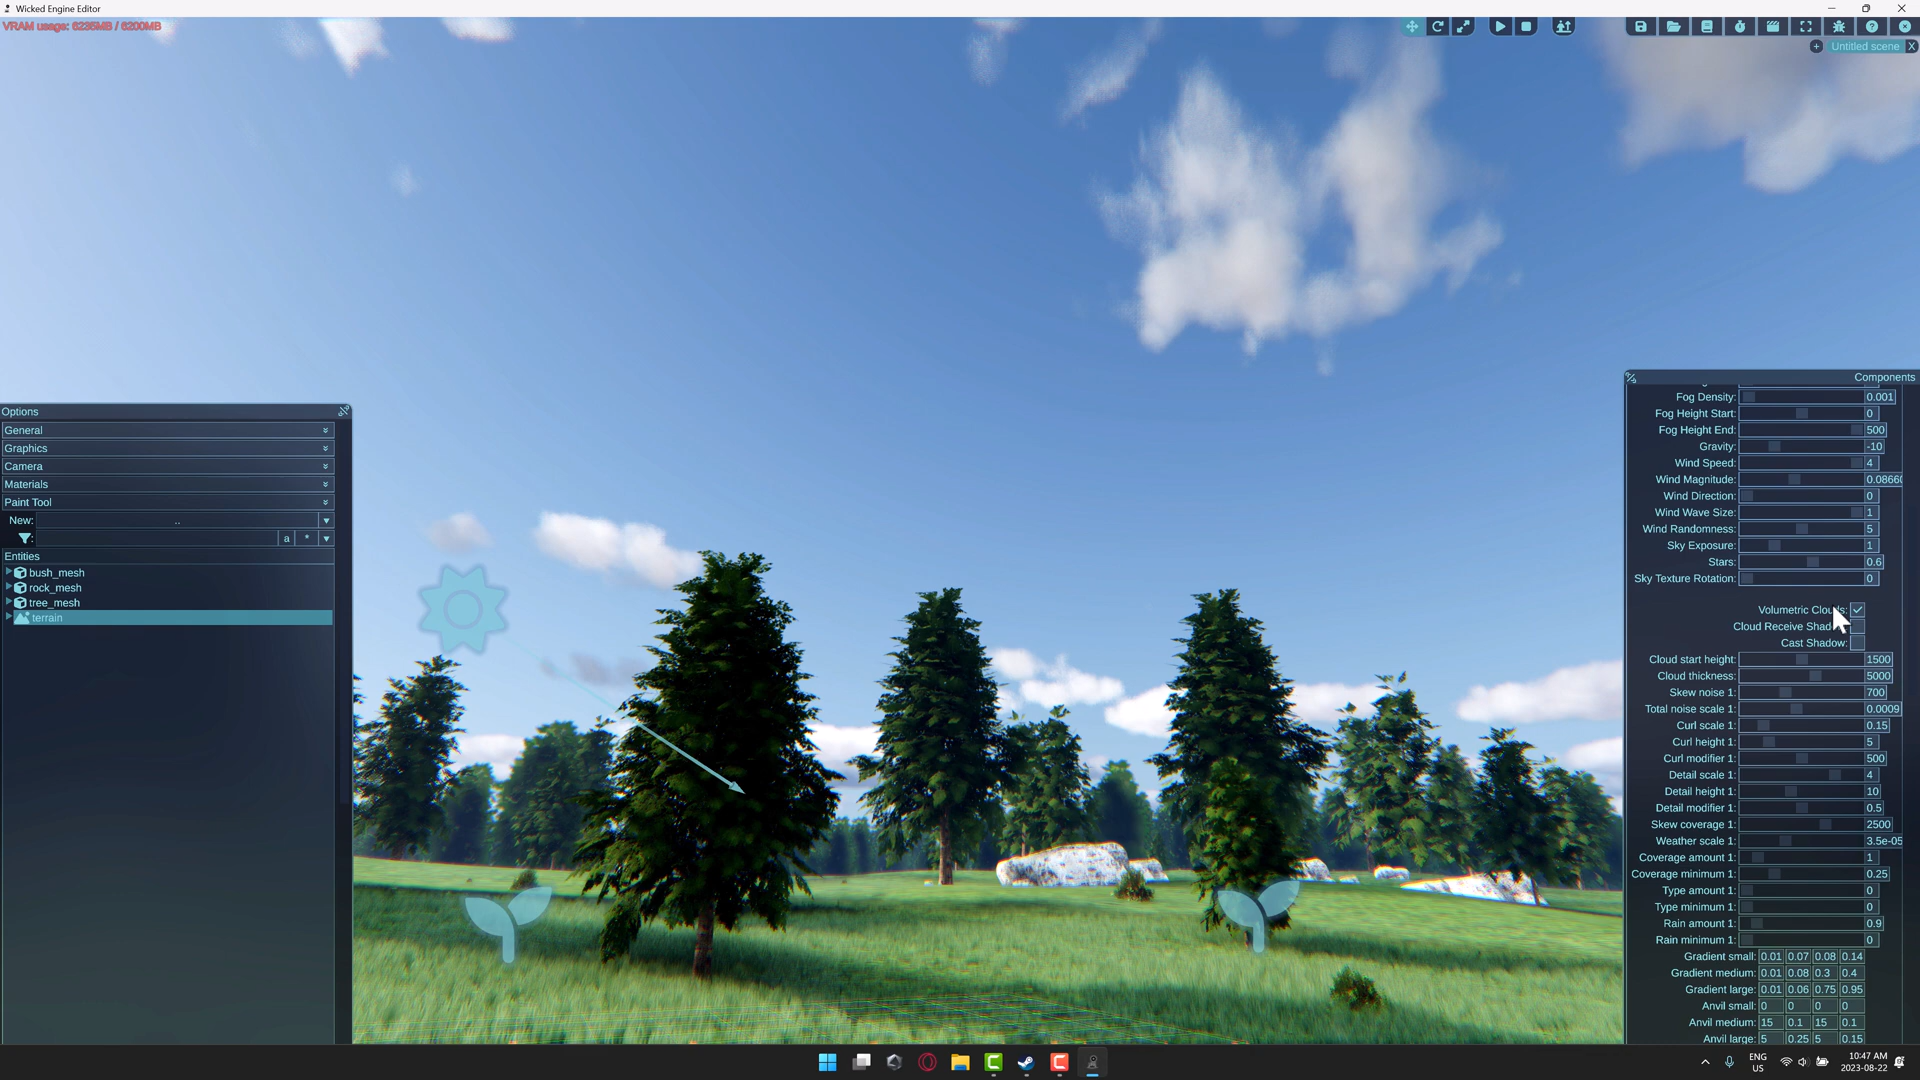 Wicked Engine Editor
VRAM usage: 6235MB / 6200MB
Untitled scene X
Components
Options
General
Graphics
Camera
Materials
Paint Tool
New: ..
a *
Entities
bush_mesh
rock_mesh
tree_mesh
terrain
Fog Density: 0.001
Fog Height Start: 0
Fog Height End: 500
Gravity: -10
Wind Speed: 4
Wind Magnitude: 0.0866
Wind Direction: 0
Wind Wave Size: 1
Wind Randomness: 5
Sky Exposure: 1
Stars: 0.6
Sky Texture Rotation: 0
Volumetric Clouds:
Cloud Receive Shad
Cast Shadow:
Cloud start height: 1500
Cloud thickness: 5000
Skew noise 1: 700
Total noise scale 1: 0.0009
Curl scale 1: 0.15
Curl height 1: 5
Curl modifier 1: 500
Detail scale 1: 4
Detail height 1: 10
Detail modifier 1: 0.5
Skew coverage 1: 2500
Weather scale 1: 3.5e-05
Coverage amount 1: 1
Coverage minimum 1: 0.25
Type amount 1: 0
Type minimum 1: 0
Rain amount 1: 0.9
Rain minimum 1: 0
Gradient small: 0.01 0.07 0.08 0.14
Gradient medium: 0.01 0.08 0.3 0.4
Gradient large: 0.01 0.06 0.75 0.95
Anvil small: 0 0 0 0
Anvil medium: 15 0.1 15 0.1
Anvil large: 5 0.25 5 0.15
ENG
US
10:47 AM
2023-08-22